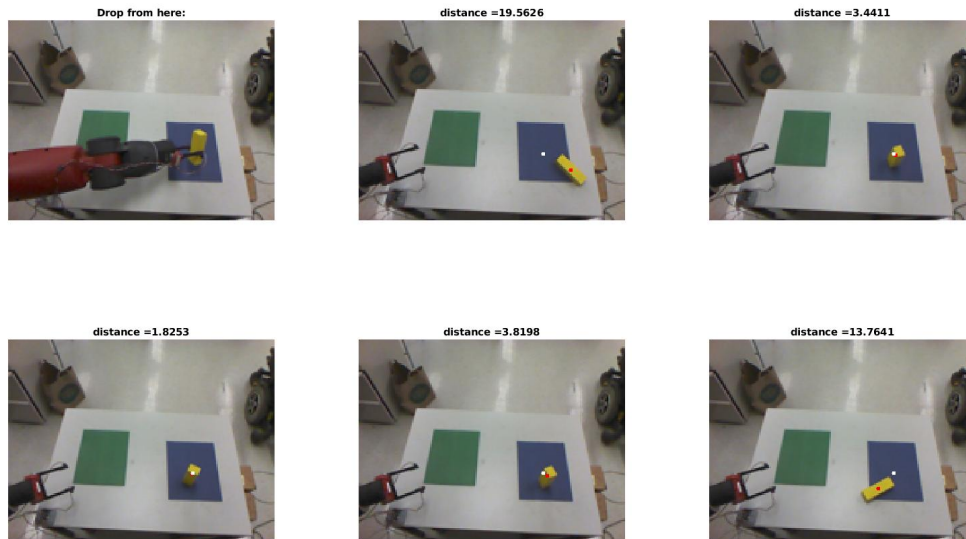 Drop from here:
distance =19.5626
distance =3.4411
distance =1.8253
distance =3.8198
distance =13.7641